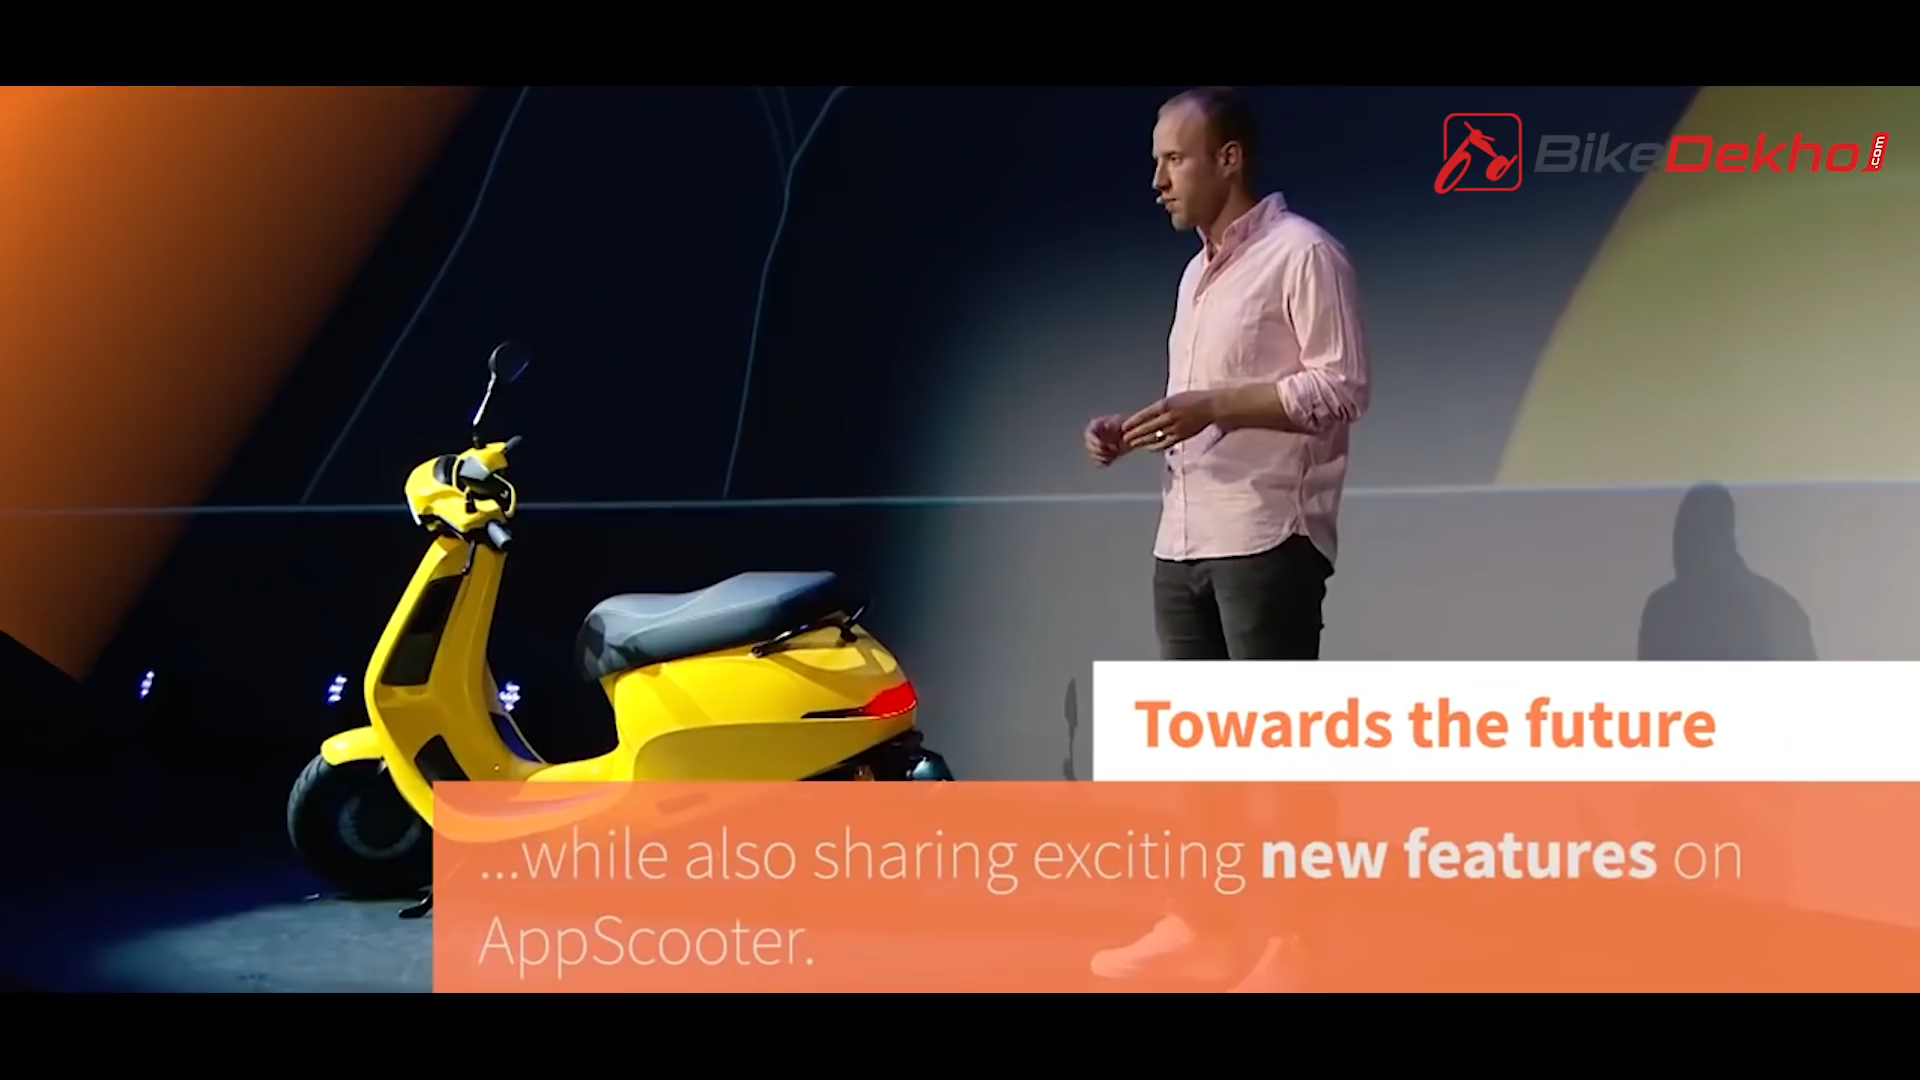 BikeDekho.com
Towards the future
...while also sharing exciting new features on
AppScooter.